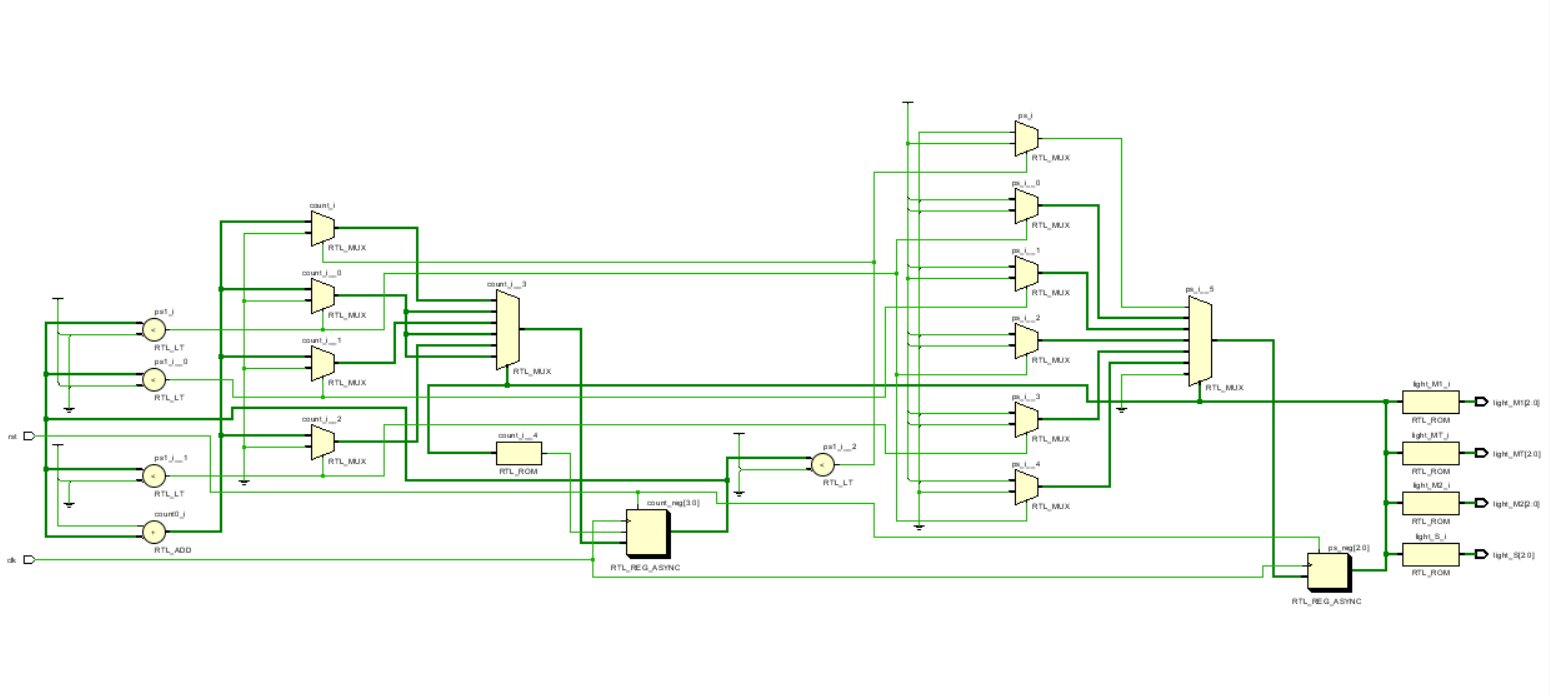 ps_i
RTL_MUX
ps_i__0
RTL_MUX
count_i
RTL_MUX
ps_i__1
RTL_MUX
count_i__0
RTL_MUX
count_i__3
RTL_MUX
ps_i__5
RTL_MUX
ps1_i
<
RTL_LT
ps_i__2
RTL_MUX
count_i__1
RTL_MUX
ps1_i__0
<
RTL_LT
light_M1_i
RTL_ROM
light_M1[2:0]
ps_i__3
RTL_MUX
count_i__2
RTL_MUX
rst
count_i__4
RTL_ROM
light_MT_i
RTL_ROM
light_MT[2:0]
ps1_i__2
<
RTL_LT
ps1_i__1
<
RTL_LT
ps_i__4
RTL_MUX
light_M2_i
RTL_ROM
light_M2[2:0]
count_reg[3:0]
RTL_REG_ASYNC
count0_i
+
RTL_ADD
clk
light_S_i
RTL_ROM
light_S[2:0]
ps_reg[2:0]
RTL_REG_ASYNC